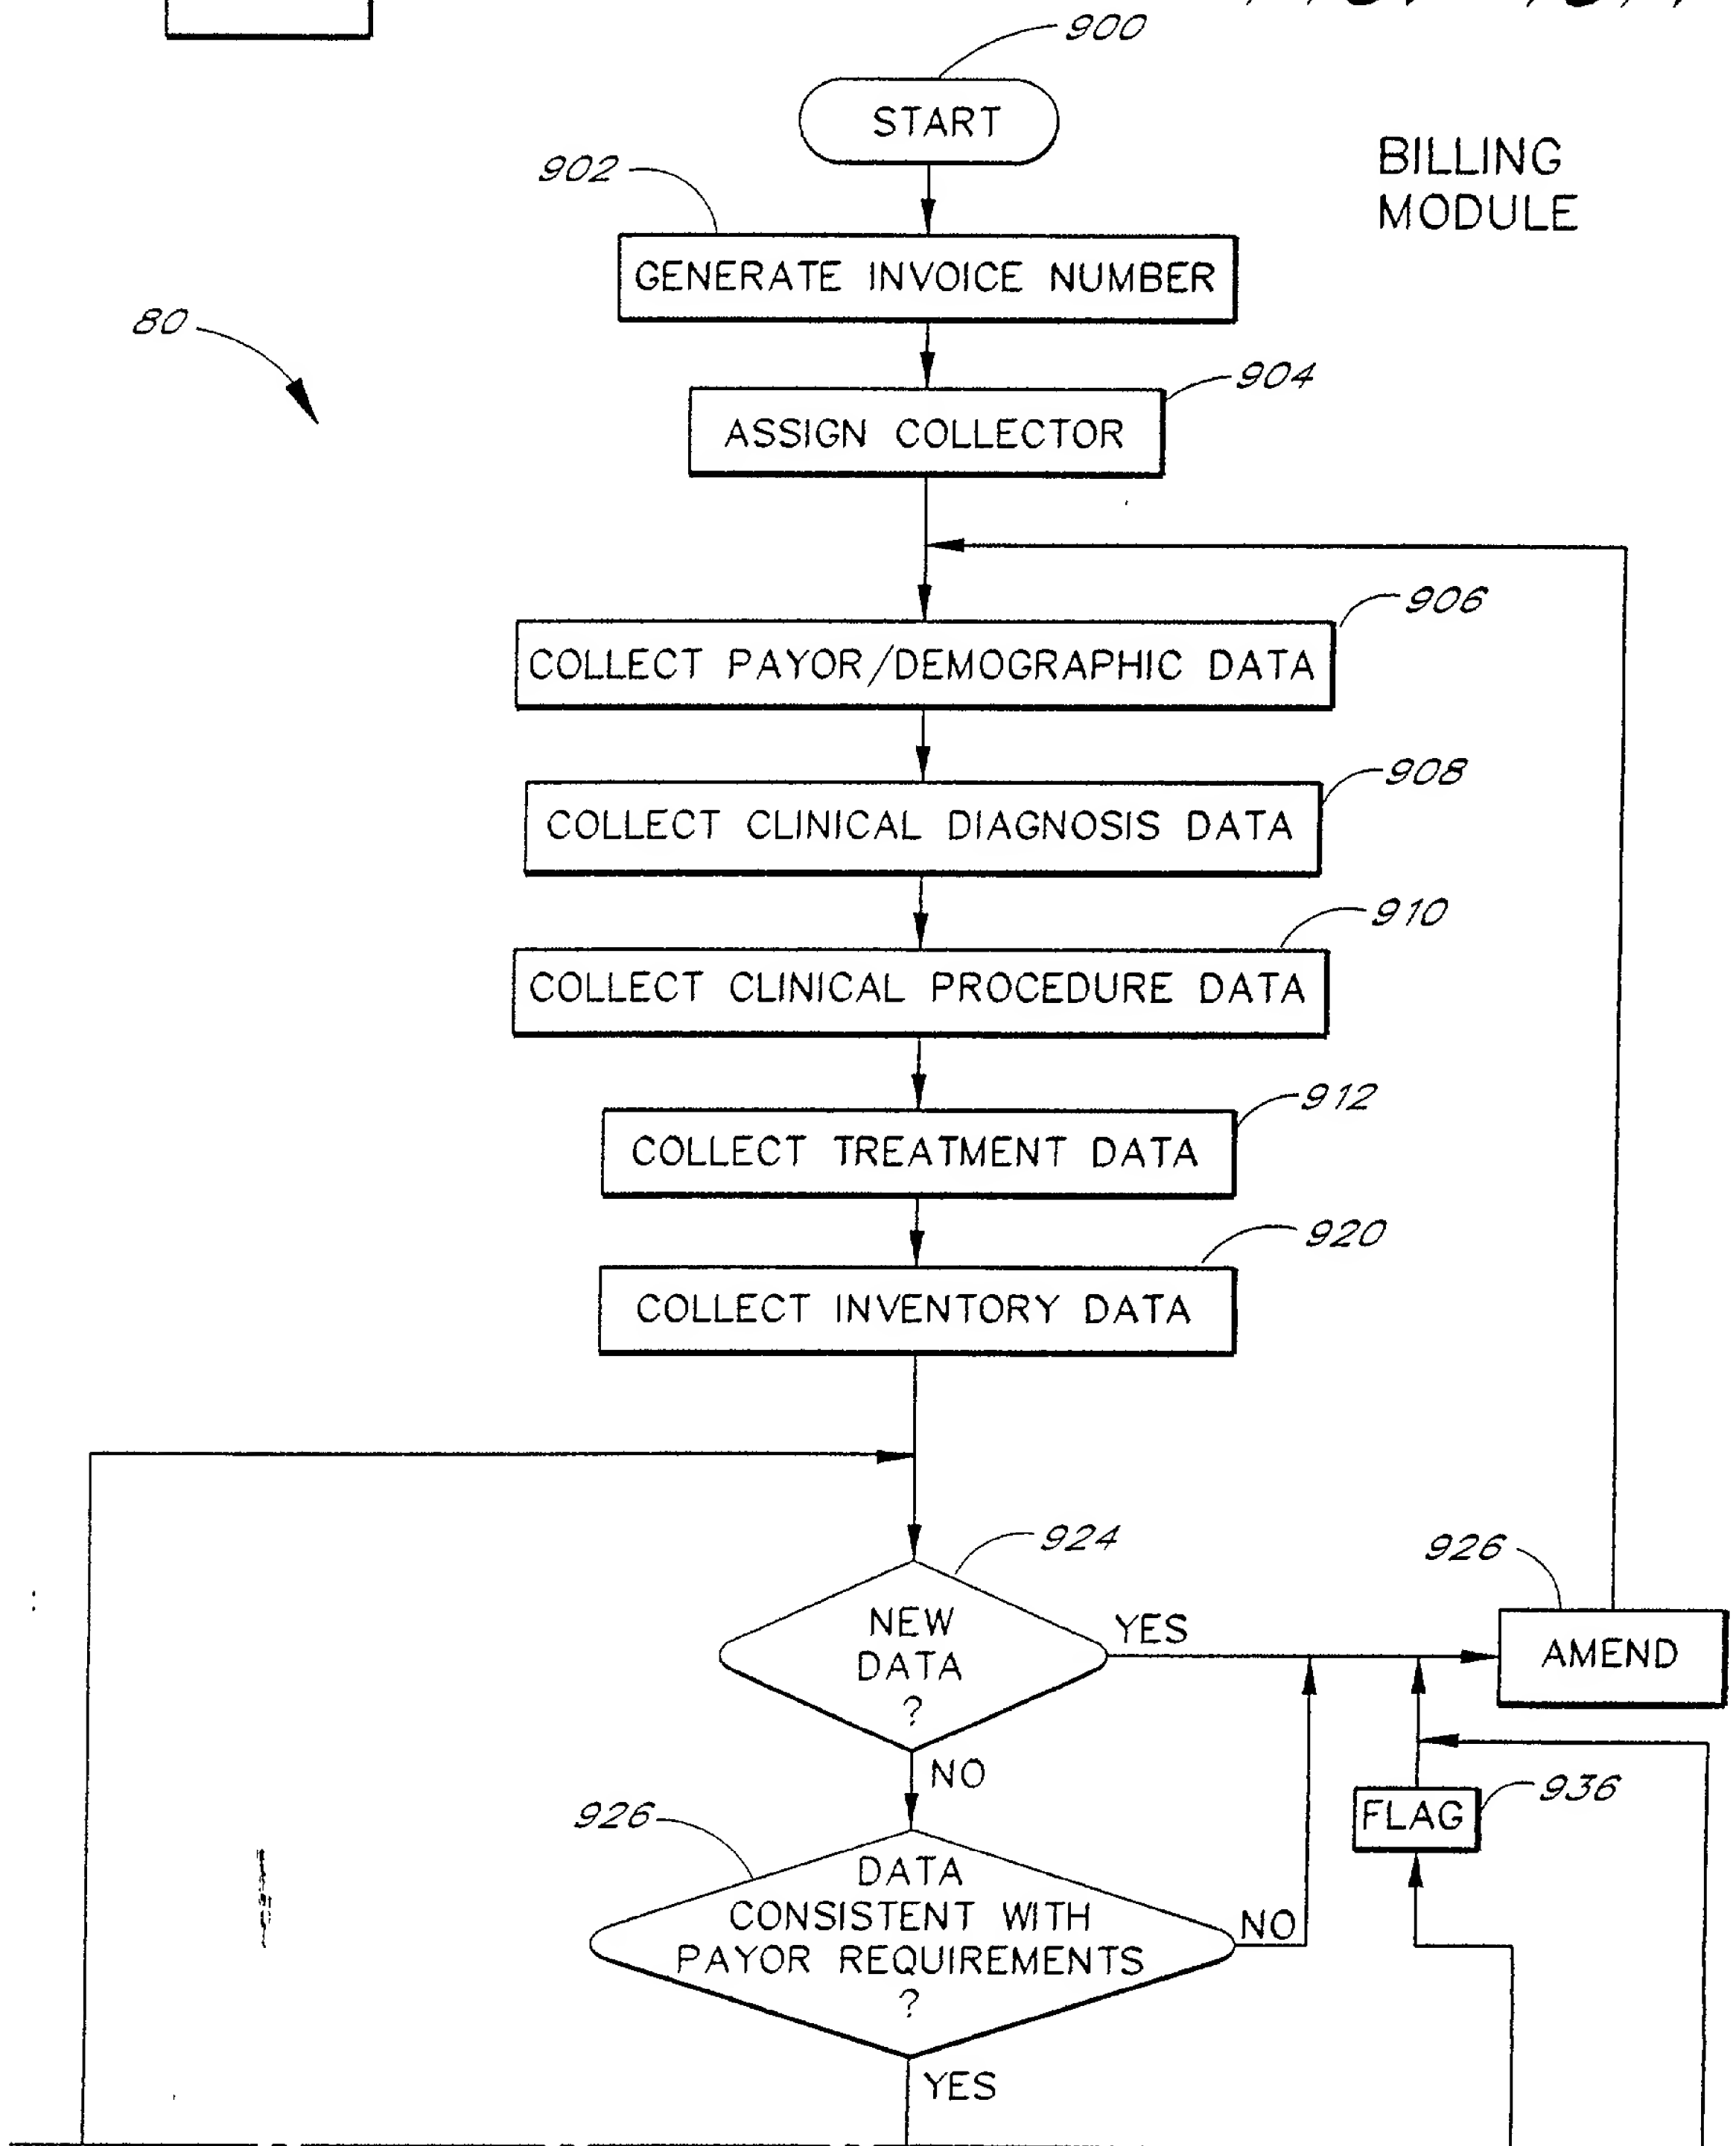 900
START
BILLING
MODULE
902
GENERATE INVOICE NUMBER
80
904
ASSIGN COLLECTOR
906
COLLECT PAYOR/DEMOGRAPHIC DATA
908
COLLECT CLINICAL DIAGNOSIS DATA
910
COLLECT CLINICAL PROCEDURE DATA
912
COLLECT TREATMENT DATA
920
COLLECT INVENTORY DATA
924
NEW
DATA
?
YES
926
AMEND
NO
936
FLAG
926
DATA
CONSISTENT WITH
PAYOR REQUIREMENTS
?
NO
YES